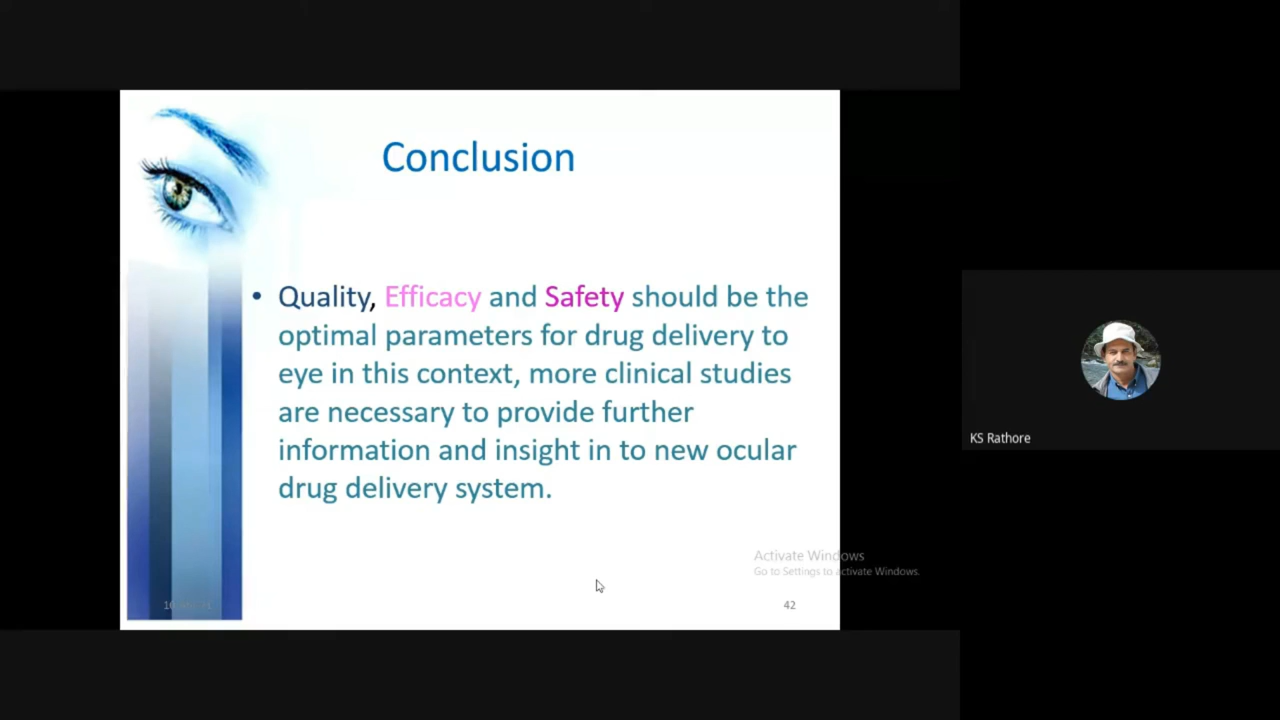 Conclusion
• Quality, Efficacy and Safety should be the
optimal parameters for drug delivery to
eye in this context, more clinical studies
are necessary to provide further
information and insight in to new ocular
drug delivery system.
Activate Windows
Go to Settings to activate Windows.
42
KS Rathore